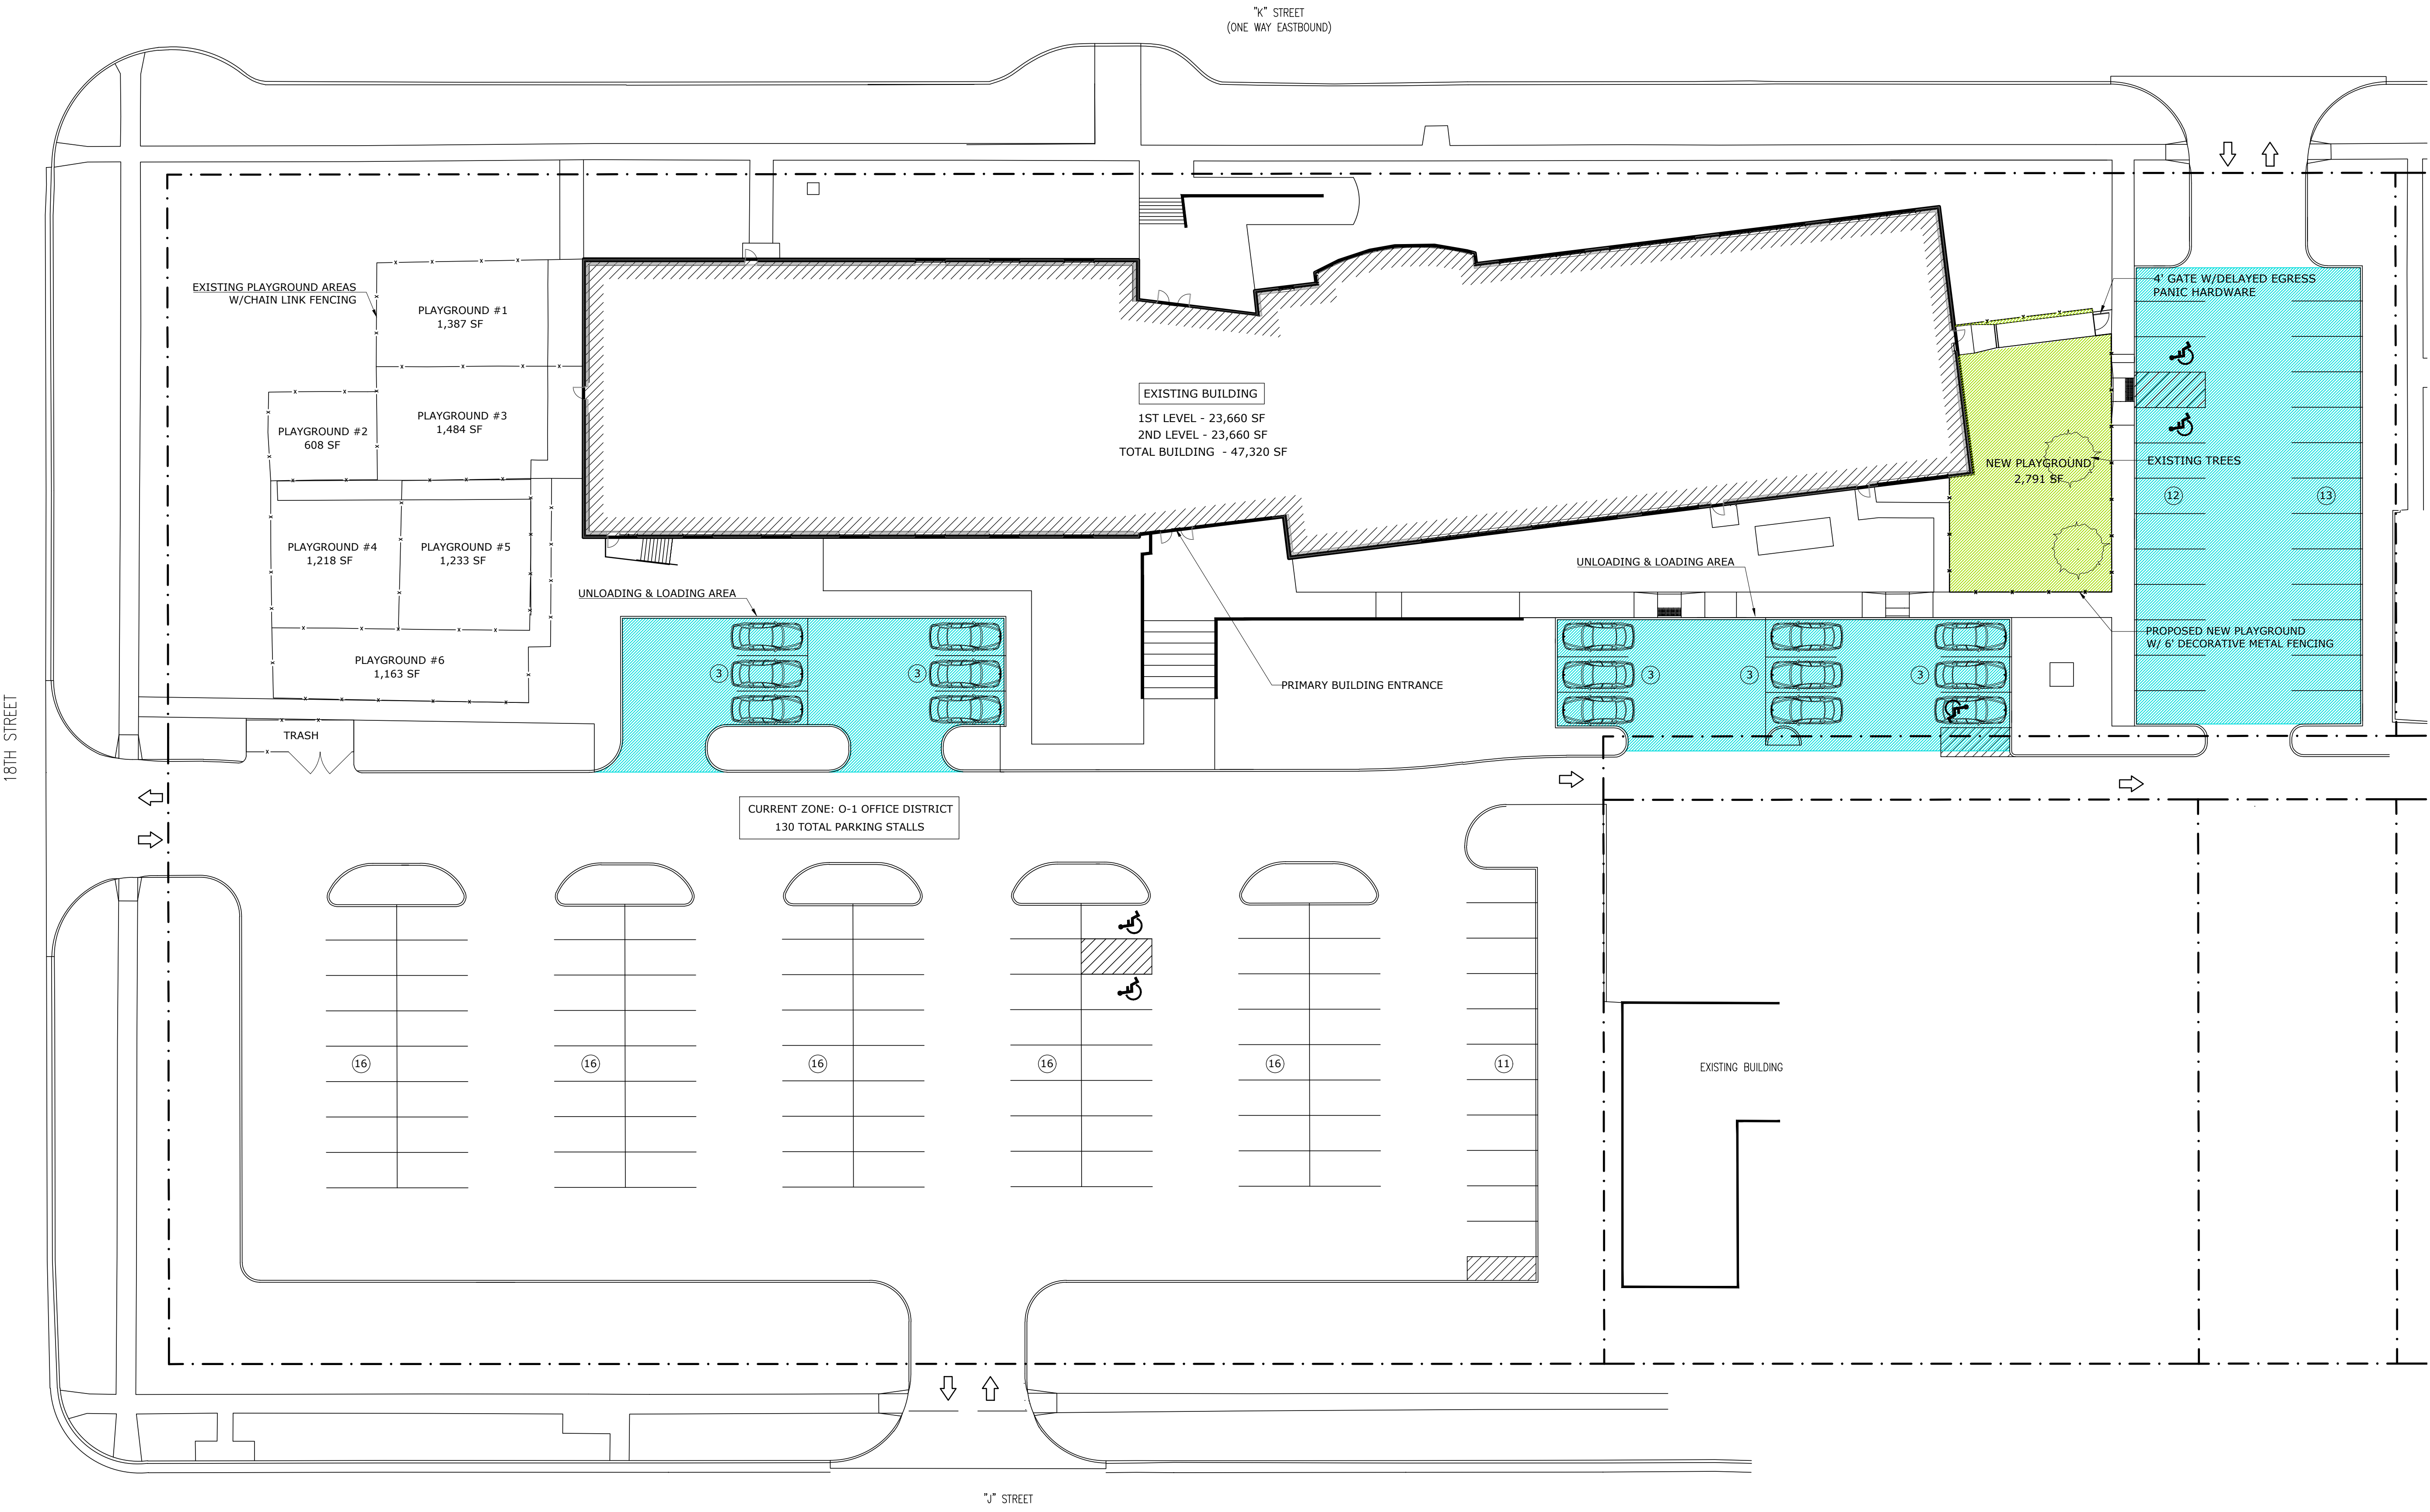 "K" STREET
(ONE WAY EASTBOUND)
EXISTING PLAYGROUND AREAS
W/CHAIN LINK FENCING
PLAYGROUND #1
1,387 SF
4' GATE W/DELAYED EGRESS
PANIC HARDWARE
PLAYGROUND #2
608 SF
PLAYGROUND #3
1,484 SF
EXISTING BUILDING
1ST LEVEL - 23,660 SF
2ND LEVEL - 23,660 SF
TOTAL BUILDING - 47,320 SF
NEW PLAYGROUND
2,791 SF
EXISTING TREES
12
13
PLAYGROUND #4
1,218 SF
PLAYGROUND #5
1,233 SF
UNLOADING & LOADING AREA
UNLOADING & LOADING AREA
PROPOSED NEW PLAYGROUND
W/ 6' DECORATIVE METAL FENCING
PLAYGROUND #6
1,163 SF
3
3
PRIMARY BUILDING ENTRANCE
3
3
3
TRASH
18TH STREET
CURRENT ZONE: O-1 OFFICE DISTRICT
130 TOTAL PARKING STALLS
16
16
16
16
16
11
EXISTING BUILDING
"J" STREET